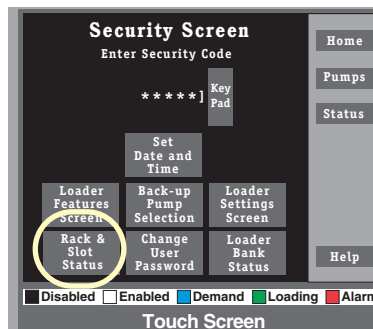 Security Screen
Enter Security Code
*****]
Key
Pad
Set
Date and
Time
Loader
Features
Screen
Back-up
Pump
Selection
Loader
Settings
Screen
Rack &
Slot
Status
Change
User
Password
Loader
Bank
Status
Home
Pumps
Status
Help
Disabled Enabled Demand Loading Alarm
Touch Screen